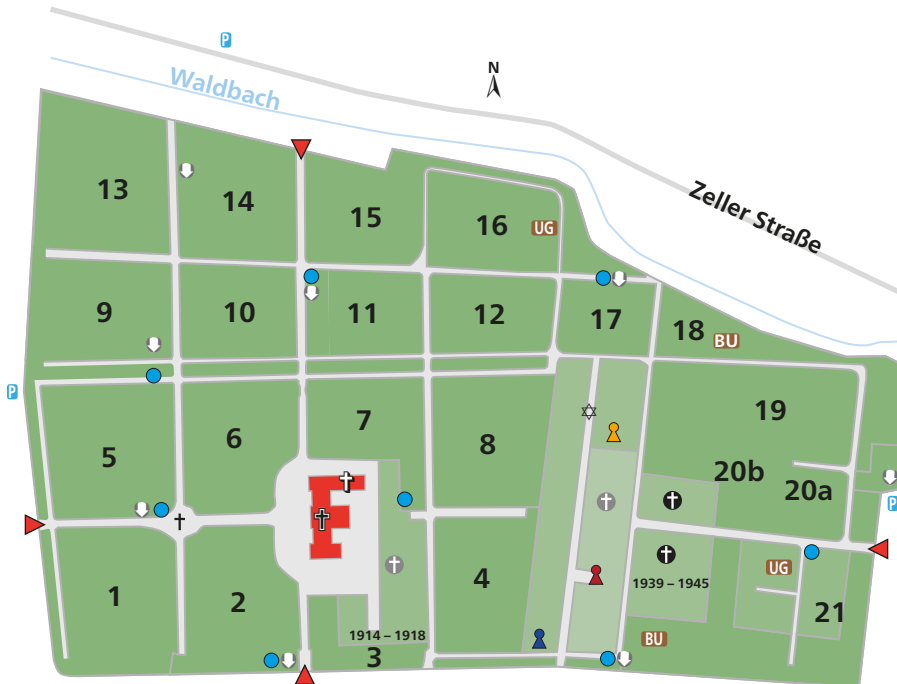 P
N
Waldbach
Zeller Straße
13
14
15
16
UG
9
10
11
12
17
18
BU
P
5
6
7
8
19
20b
20a
P
1
2
4
1939 – 1945
UG
21
1914 – 1918
3
BU